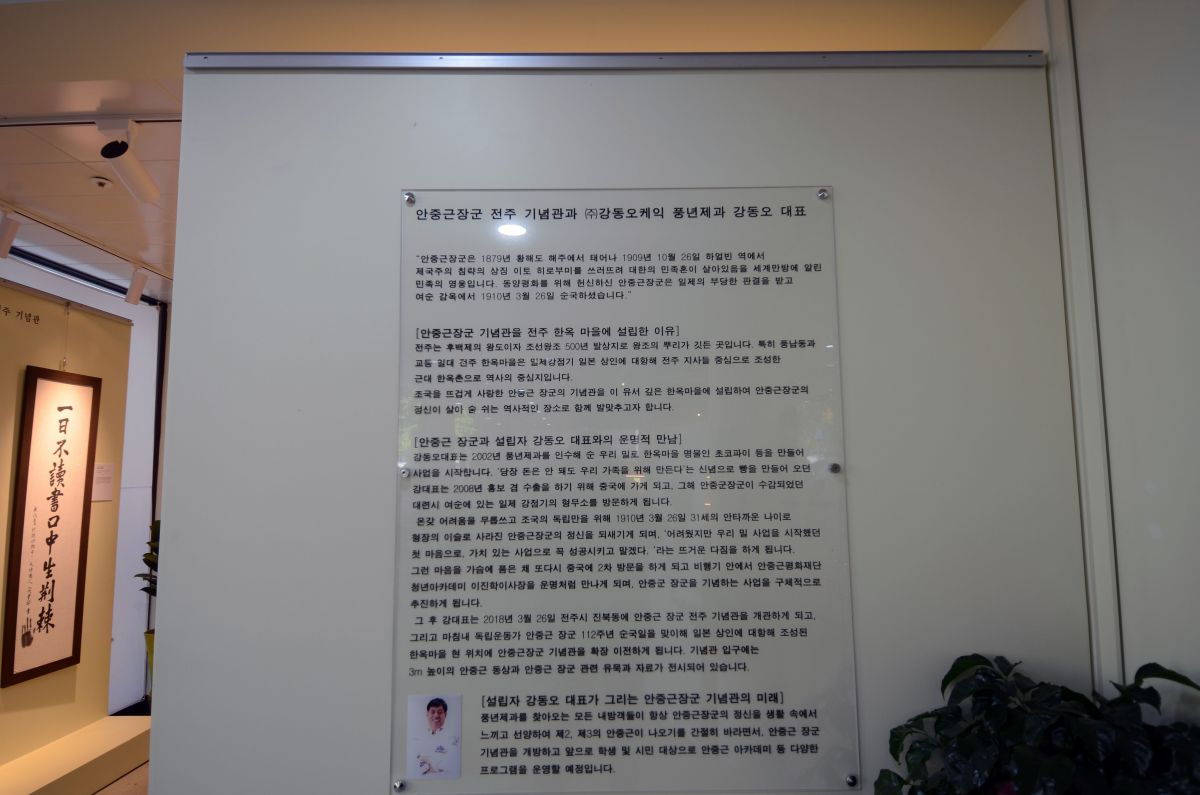 안중근장군 전주 기념관과 ㈜강동오케익 풍년제과 강동오 대표
"안중근장군은 1879년 황해도 해주에서 태어나 1909년 10월 26일 하얼빈 역에서
제국주의 침략의 상징 이토 히로부미를 쓰러뜨려 대한의 민족혼이 살아있음을 세계만방에 알린
민족의 영웅입니다. 동양평화를 위해 헌신하신 안중근장군은 일제의 부당한 판결을 받고
여순 감옥에서 1910년 3월 26일 순국하셨습니다."
[안중근장군 기념관을 전주 한옥 마을에 설립한 이유]
전주는 후백제의 왕도이자 조선왕조 500년 발상지로 왕조의 뿌리가 깃든 곳입니다. 특히 풍남동과
교동 일대 전주 한옥마을은 일제강점기 일본 상인에 대항해 전주 지사들 중심으로 조성한
근대 한옥촌으로 역사의 중심지입니다.
조국을 뜨겁게 사랑한 안중근 장군의 기념관을 이 유서 깊은 한옥마을에 설립하여 안중근장군의
정신이 살아 숨 쉬는 역사적인 장소로 함께 발맞추고자 합니다.
[안중근 장군과 설립자 강동오 대표와의 운명적 만남]
강동오대표는 2002년 풍년제과를 인수해 순 우리 밀로 한옥마을 명물인 초코파이 등을 만들어
사업을 시작합니다. '당장 돈은 안 돼도 우리 가족을 위해 만든다'는 신념으로 빵을 만들어 오던
강대표는 2008년 홍보 겸 수출을 하기 위해 중국에 가게 되고, 그해 안중군장군이 수감되었던
대련시 여순에 있는 일제 강점기의 형무소를 방문하게 됩니다.
온갖 어려움을 무릅쓰고 조국의 독립만을 위해 1910년 3월 26일 31세의 안타까운 나이로
형장의 이슬로 사라진 안중근장군의 정신을 되새기게 되며, '어려웠지만 우리 밀 사업을 시작했던
첫 마음으로, 가치 있는 사업으로 꼭 성공시키고 말겠다. '라는 뜨거운 다짐을 하게 됩니다.
그런 마음을 가슴에 품은 채 또다시 중국에 2차 방문을 하게 되고 비행기 안에서 안중근평화재단
청년아카데미 이진학이사장을 운명처럼 만나게 되며, 안중군 장군을 기념하는 사업을 구체적으로
추진하게 됩니다.
그 후 강대표는 2018년 3월 26일 전주시 진북동에 안중근 장군 전주 기념관을 개관하게 되고,
그리고 마침내 독립운동가 안중근 장군 112주년 순국일을 맞이해 일본 상인에 대항해 조성된
한옥마을 현 위치에 안중근장군 기념관을 확장 이전하게 됩니다. 기념관 입구에는
3m 높이의 안중근 동상과 안중근 장군 관련 유묵과 자료가 전시되어 있습니다.
[설립자 강동오 대표가 그리는 안중근장군 기념관의 미래]
풍년제과를 찾아오는 모든 내방객들이 항상 안중근장군의 정신을 생활 속에서
느끼고 선양하여 제2, 제3의 안중근이 나오기를 간절히 바라면서, 안중근 장군
기념관을 개방하고 앞으로 학생 및 시민 대상으로 안중근 아카데미 등 다양한
프로그램을 운영할 예정입니다.
주 기념관
一日不讀書口中生荊棘